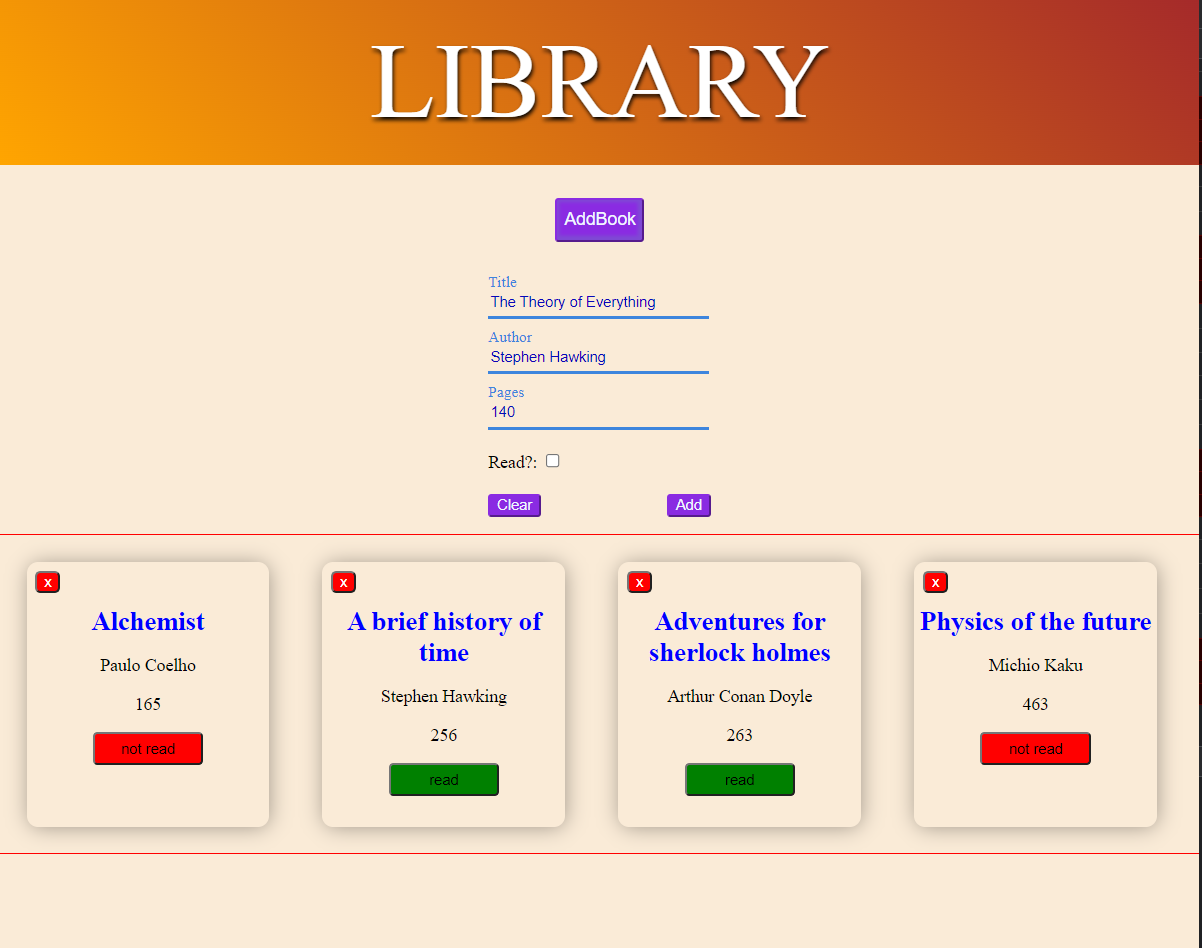 LIBRARY
AddBook
Title
The Theory of Everything
Author
Stephen Hawking
Pages
140
Read?:
Clear Add
x
Alchemist
Paulo Coelho
165
not read
x
A brief history of
time
Stephen Hawking
256
read
x
Adventures for
sherlock holmes
Arthur Conan Doyle
263
read
x
Physics of the future
Michio Kaku
463
not read